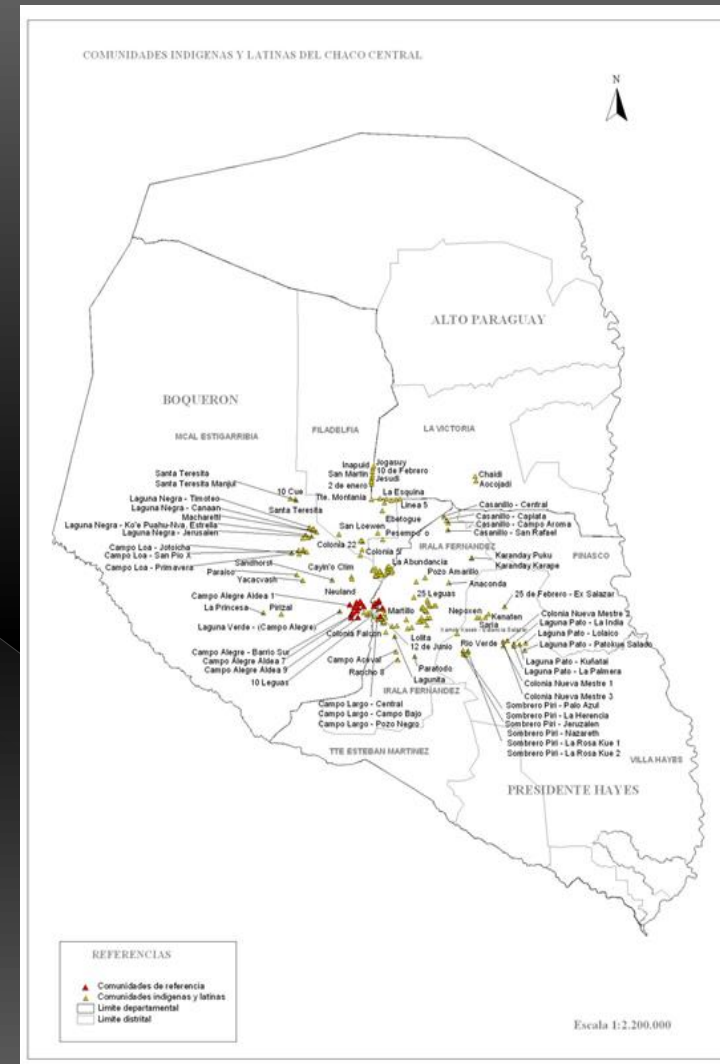 COMUNIDADES INDIGENAS Y LATINAS DEL CHACO CENTRAL
N
ALTO PARAGUAY
BOQUERON
MCAL ESTIGARRIBIA
FILADELFIA
LA VICTORIA
Inapuid
Jogasuy
San Martin
10 de Febrero
Jesudi
2 de enero
Chaidi
Aocojadi
Santa Teresita
Santa Teresita Manjui
10 Cue
Tte. Montania
La Esquina
Linea 5
Laguna Negra - Timoteo
Laguna Negra - Canaan
Macharetti
Laguna Negra - Ko'e Puahu-Nva. Estrella
Laguna Negra - Jerusalen
Santa Teresita
Ebetogue
San Loewen
Pesempo´o
Casanillo - Central
Casanillo - Caplata
Casanillo - Campo Aroma
Casanillo - San Rafael
Campo Loa - Jotoicha
Campo Loa - San Pio X
Campo Loa - Primavera
Colonia 22
Colonia 5
IRALA FERNANDEZ
PINASCO
Sandhorst
Cayin'o Clim
La Abundancia
Karanday Puku
Karanday Karape
Paraiso
Yacacvash
Pozo Amarillo
Anaconda
Neuland
25 Leguas
25 de Febrero - Ex Salazar
Campo Alegre Aldea 1
La Princesa
Pirizal
Martillo
Nepoxen
Kenaten
Saria
Colonia Nueva Mestre 2
Laguna Pato - La India
Laguna Pato - Lolaico
Laguna Pato - Patokue Salado
Laguna Verde - (Campo Alegre)
Colonia Falcon
Lolita
12 de Junio
Rio Verde
Campo Alegre - Barrio Sur
Campo Alegre Aldea 7
Campo Alegre Aldea 9
10 Leguas
Campo Aceval
Rancho 8
Paratodo
Lagunita
Laguna Pato - Kuñatai
Laguna Pato - La Palmera
Colonia Nueva Mestre 1
Colonia Nueva Mestre 3
IRALA FERNANDEZ
Campo Largo - Central
Campo Largo - Campo Bajo
Campo Largo - Pozo Negro
Sombrero Piri - Palo Azul
Sombrero Piri - La Herencia
Sombrero Piri - Jeruzalen
Sombrero Piri - Nazareth
Sombrero Piri - La Rosa Kue 1
Sombrero Piri - La Rosa Kue 2
TTE ESTEBAN MARTINEZ
VILLA HAYES
PRESIDENTE HAYES
REFERENCIAS
Comunidades de referencia
Comunidades indigenas y latinas
Limite departamental
Limite distrital
Escala 1:2.200.000